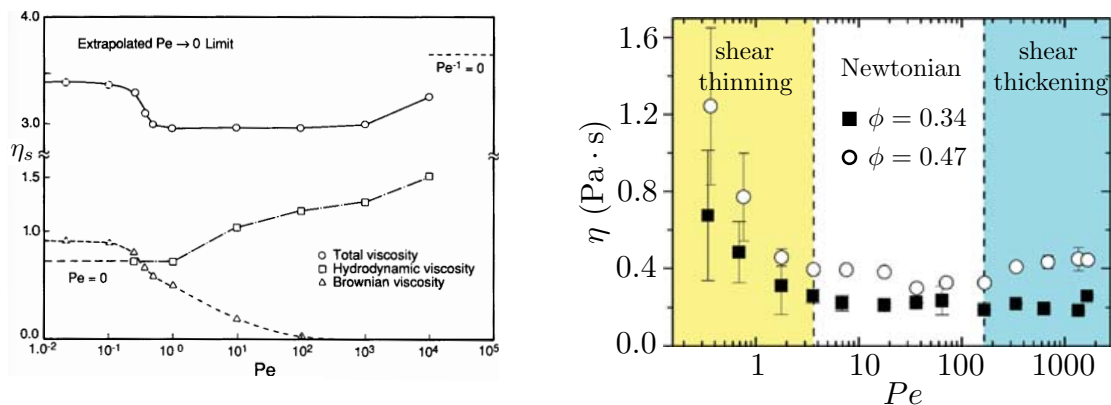 4.0
Extrapolated Pe → 0 Limit
Pe⁻¹ = 0
3.0
ηₛ
1.5
1.0
Pe = 0
Total viscosity
Hydrodynamic viscosity
Brownian viscosity
0.0
1.0⁻² 10⁻¹ 10⁰ 10¹ 10² 10³ 10⁴ 10⁵
Pe
1.6
1.2
0.8
0.4
0.0
η (Pa · s)
shear
thinning
Newtonian
shear
thickening
ϕ = 0.34
ϕ = 0.47
1 10 100 1000
Pe